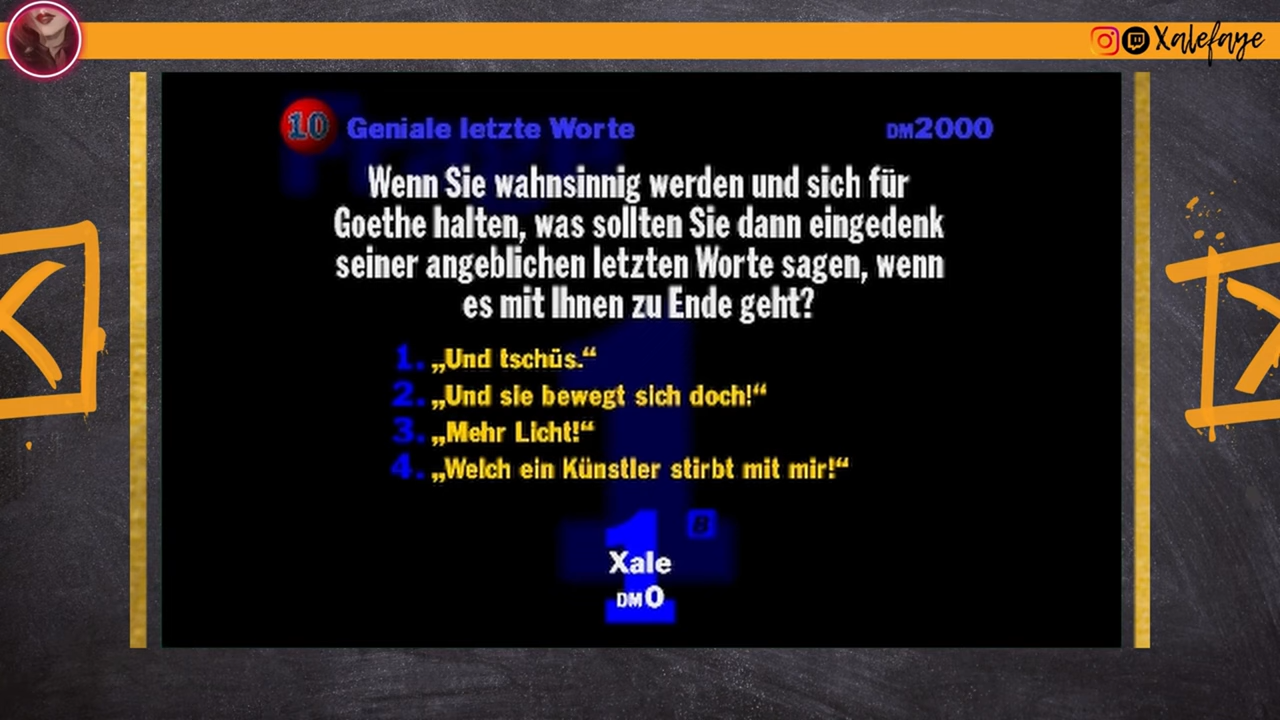 Xalefaye
10 Geniale letzte Worte DM2000
Wenn Sie wahnsinnig werden und sich für
Goethe halten, was sollten Sie dann eingedenk
seiner angeblichen letzten Worte sagen, wenn
es mit Ihnen zu Ende geht?
1. „Und tschüs.“
2. „Und sie bewegt sich doch!“
3. „Mehr Licht!“
4. „Welch ein Künstler stirbt mit mir!“
1 B
Xale
DM0